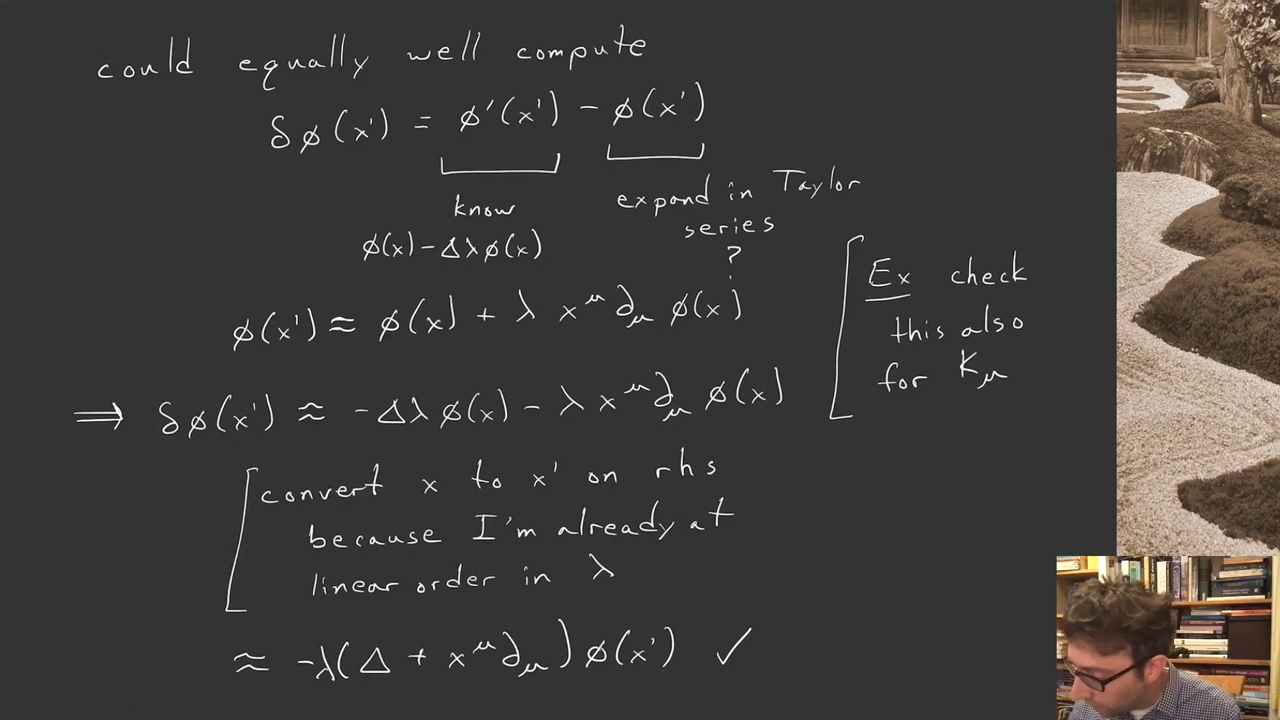 could equally well compute
δφ(x') = φ'(x') - φ(x')
know
expand in Taylor
series
?
φ(x) - Δλφ(x)
φ(x') ≈ φ(x) + λ x^μ ∂_μ φ(x)
Ex check
this also
for K_μ
⟹ δφ(x') ≈ -Δλφ(x) - λ x^μ ∂_μ φ(x)
convert x to x' on rhs
because I'm already at
linear order in λ
≈ -λ(Δ + x^μ ∂_μ)φ(x') ✓